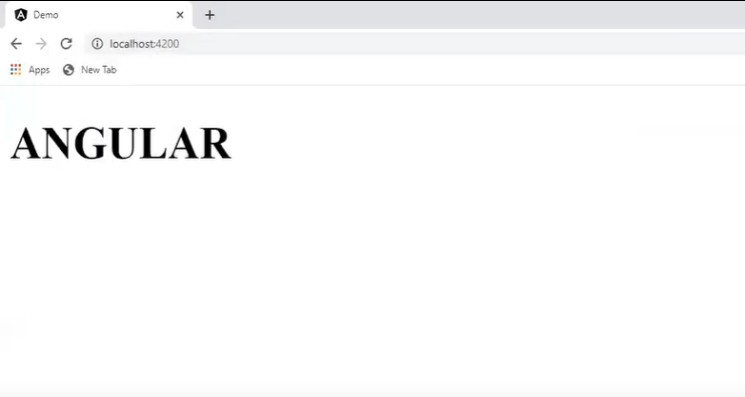 Demo
localhost:4200
Apps New Tab
ANGULAR